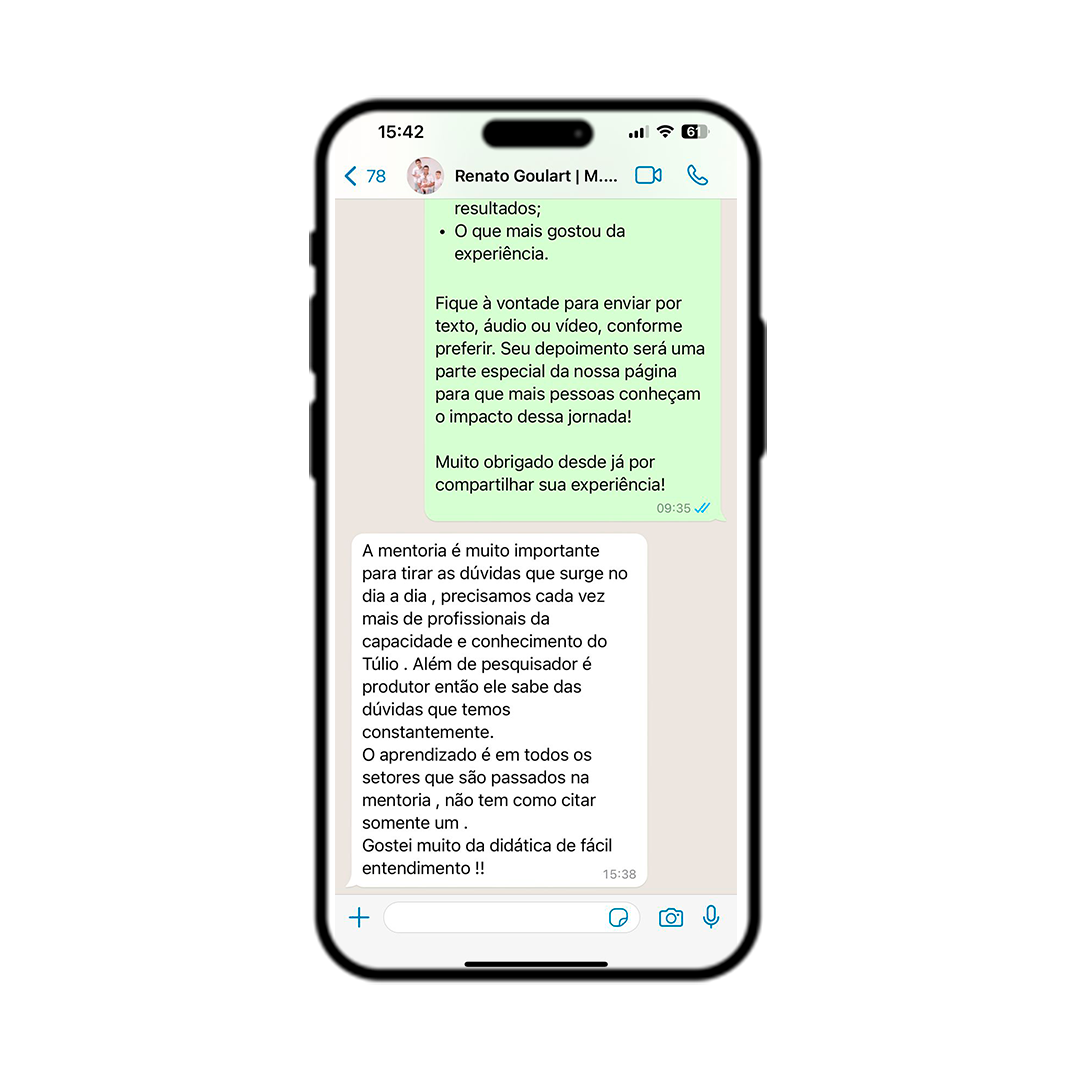 15:42
61
78
Renato Goulart | M....
resultados;
• O que mais gostou da
experiência.
Fique à vontade para enviar por
texto, áudio ou vídeo, conforme
preferir. Seu depoimento será uma
parte especial da nossa página
para que mais pessoas conheçam
o impacto dessa jornada!
Muito obrigado desde já por
compartilhar sua experiência!
09:35
A mentoria é muito importante
para tirar as dúvidas que surge no
dia a dia , precisamos cada vez
mais de profissionais da
capacidade e conhecimento do
Túlio . Além de pesquisador é
produtor então ele sabe das
dúvidas que temos
constantemente.
O aprendizado é em todos os
setores que são passados na
mentoria , não tem como citar
somente um .
Gostei muito da didática de fácil
entendimento !!
15:38